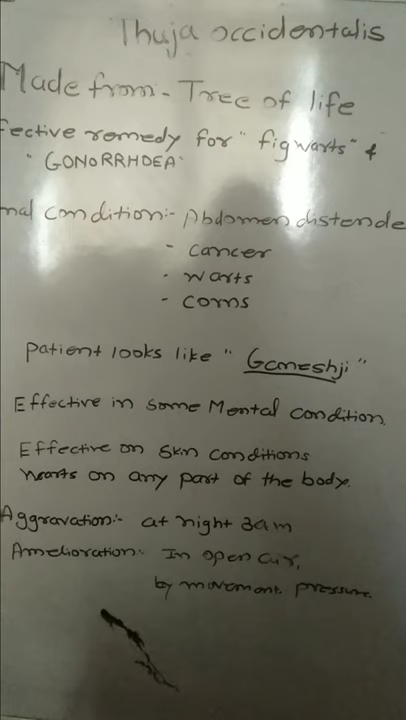 Thuja occidentalis
Made from:- Tree of life
fective remedy for "figwarts" &
"GONORRHOEA"
nal condition:- Abdomen distende
- cancer
- warts
- corns
Patient looks like "Ganeshji"
Effective in some Mental condition.
Effective on skin conditions
warts on any part of the body.
Aggravation:- at night 3am
Amelioration:- In open air,
by movement. pressure.